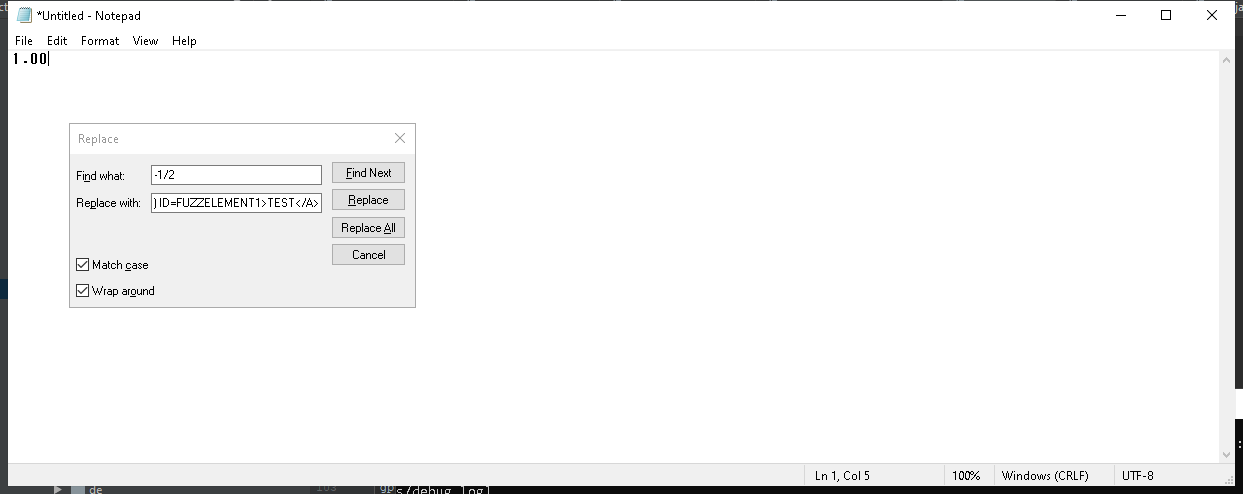 *Untitled - Notepad
File Edit Format View Help
1.00
Replace
Find what: -1/2 Find Next
Replace with: )ID=FUZZELEMENT1>TEST</A> Replace
Replace All
Cancel
Match case
Wrap around
Ln 1, Col 5 100% Windows (CRLF) UTF-8
de